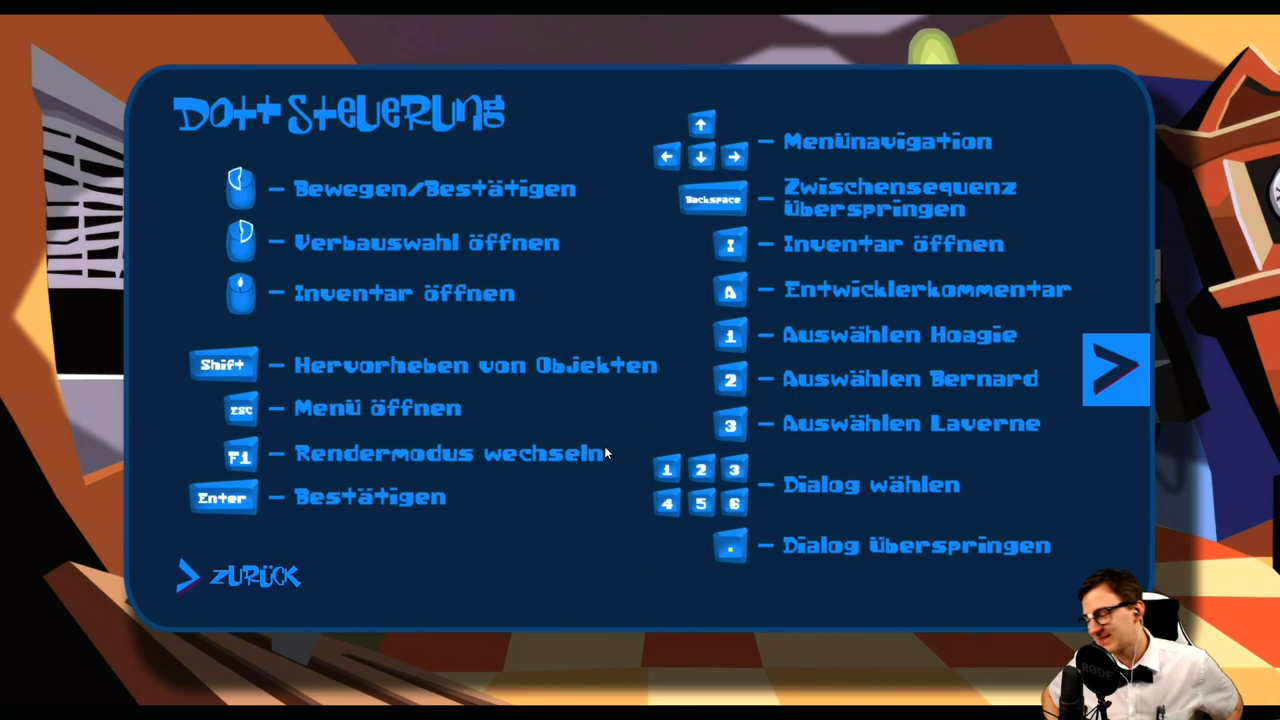 Dott Steuerung
– Bewegen/Bestätigen
– Verbauswahl öffnen
– Inventar öffnen
Shift – Hervorheben von Objekten
ESC – Menü öffnen
F1 – Rendermodus wechseln
Enter – Bestätigen
> Zurück
↑
← ↓ → – Menünavigation
Backspace – Zwischensequenz
überspringen
I – Inventar öffnen
A – Entwicklerkommentar
1 – Auswählen Hoagie
2 – Auswählen Bernard
3 – Auswählen Laverne
1 2 3
4 5 6 – Dialog wählen
. – Dialog überspringen
>
RODE